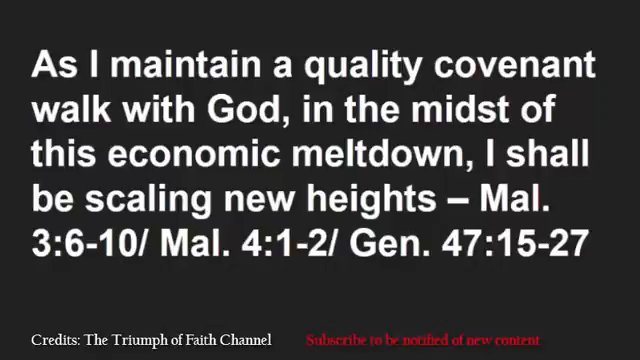 As I maintain a quality covenant
walk with God, in the midst of
this economic meltdown, I shall
be scaling new heights – Mal.
3:6-10/ Mal. 4:1-2/ Gen. 47:15-27
Credits: The Triumph of Faith Channel
Subscribe to be notified of new content